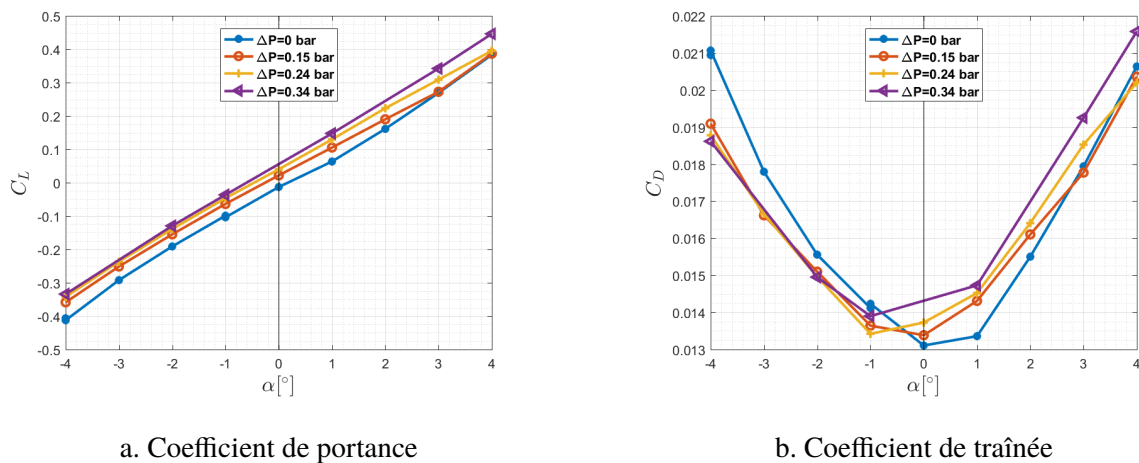 0.5
0.4
0.3
0.2
0.1
0
-0.1
-0.2
-0.3
-0.4
-0.5
C_L
ΔP=0 bar
ΔP=0.15 bar
ΔP=0.24 bar
ΔP=0.34 bar
-4 -3 -2 -1 0 1 2 3 4
α[°]
a. Coefficient de portance
0.022
0.021
0.02
0.019
0.018
0.017
0.016
0.015
0.014
0.013
C_D
ΔP=0 bar
ΔP=0.15 bar
ΔP=0.24 bar
ΔP=0.34 bar
-4 -3 -2 -1 0 1 2 3 4
α[°]
b. Coefficient de traînée